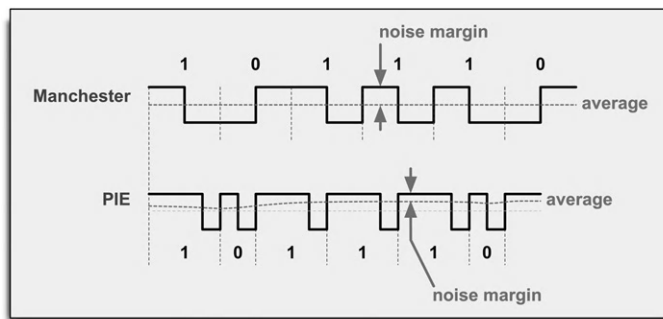 noise margin
1 0 1 1 1 0
Manchester
average
PIE
average
1 0 1 1 1 0
noise margin